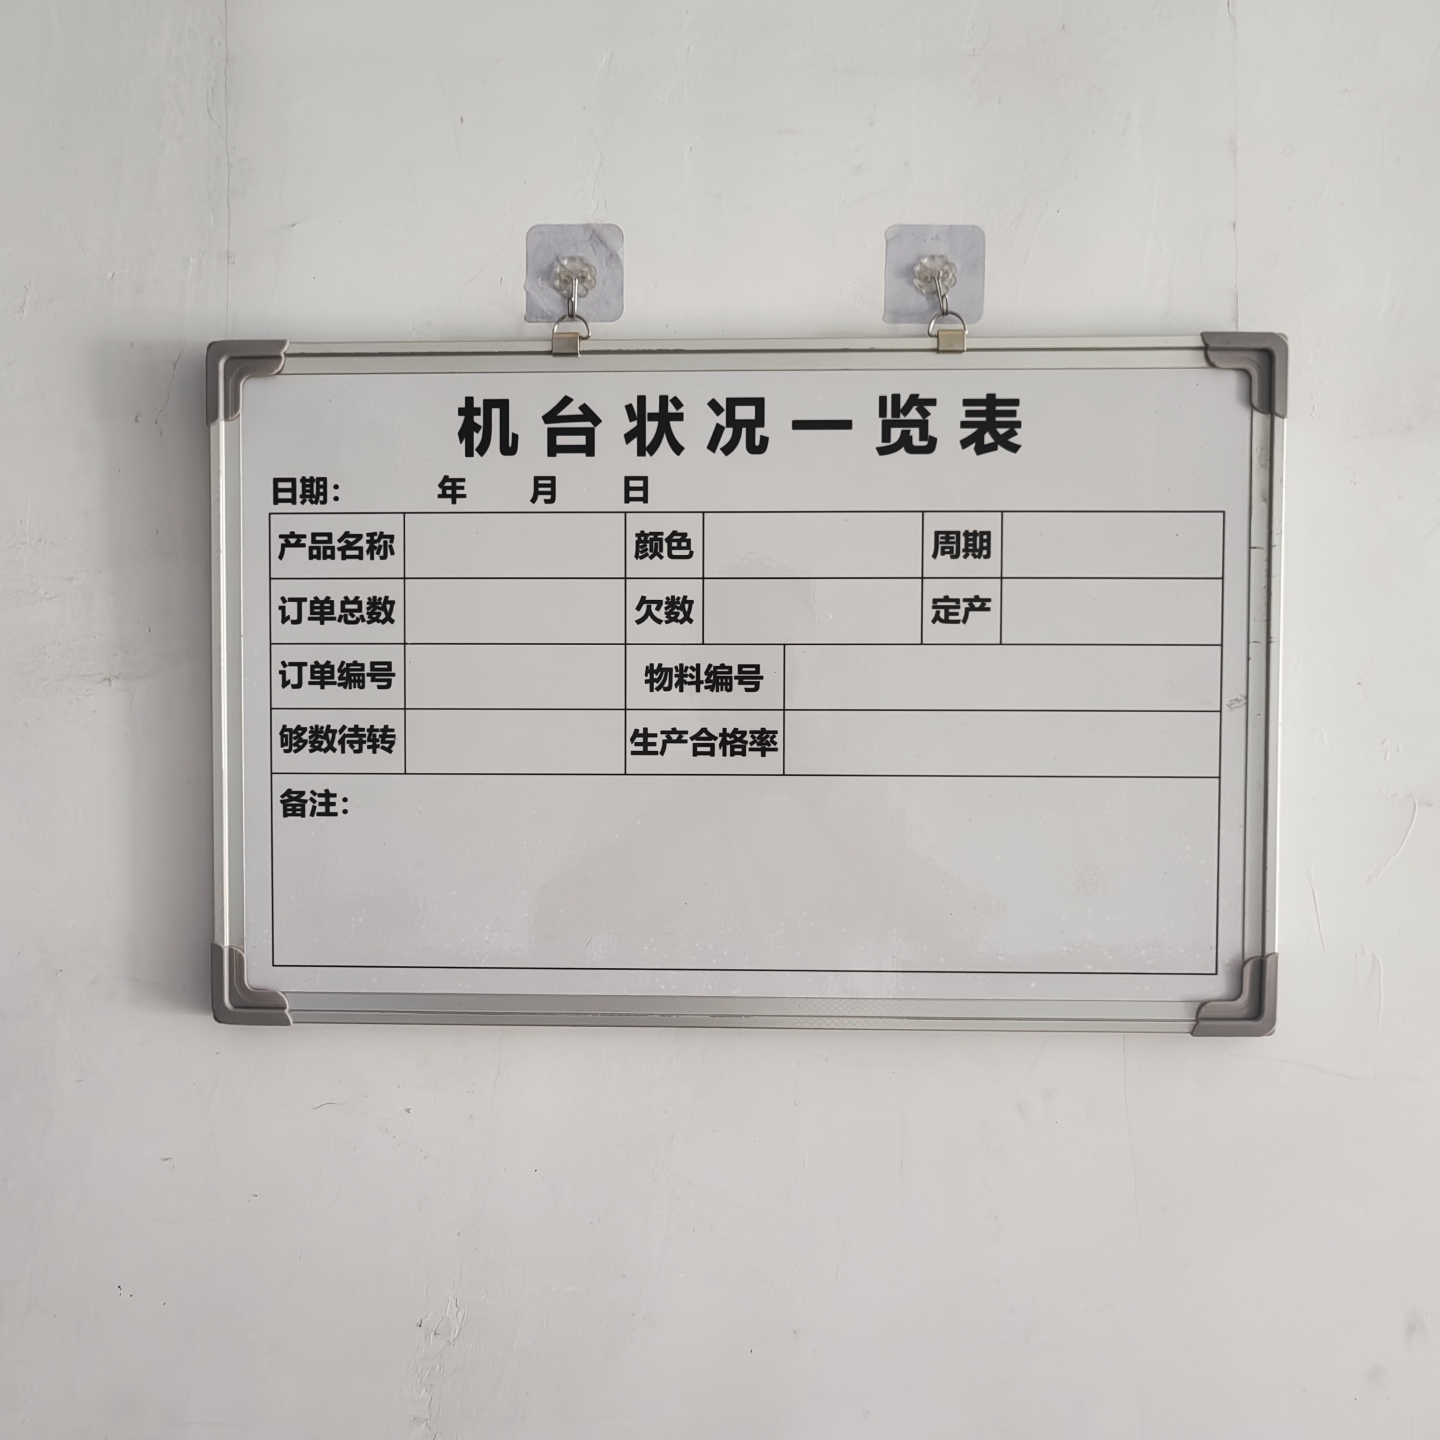 机台状况一览表
日期： 年 月 日
产品名称 颜色 周期
订单总数 欠数 定产
订单编号 物料编号
够数待转 生产合格率
备注：